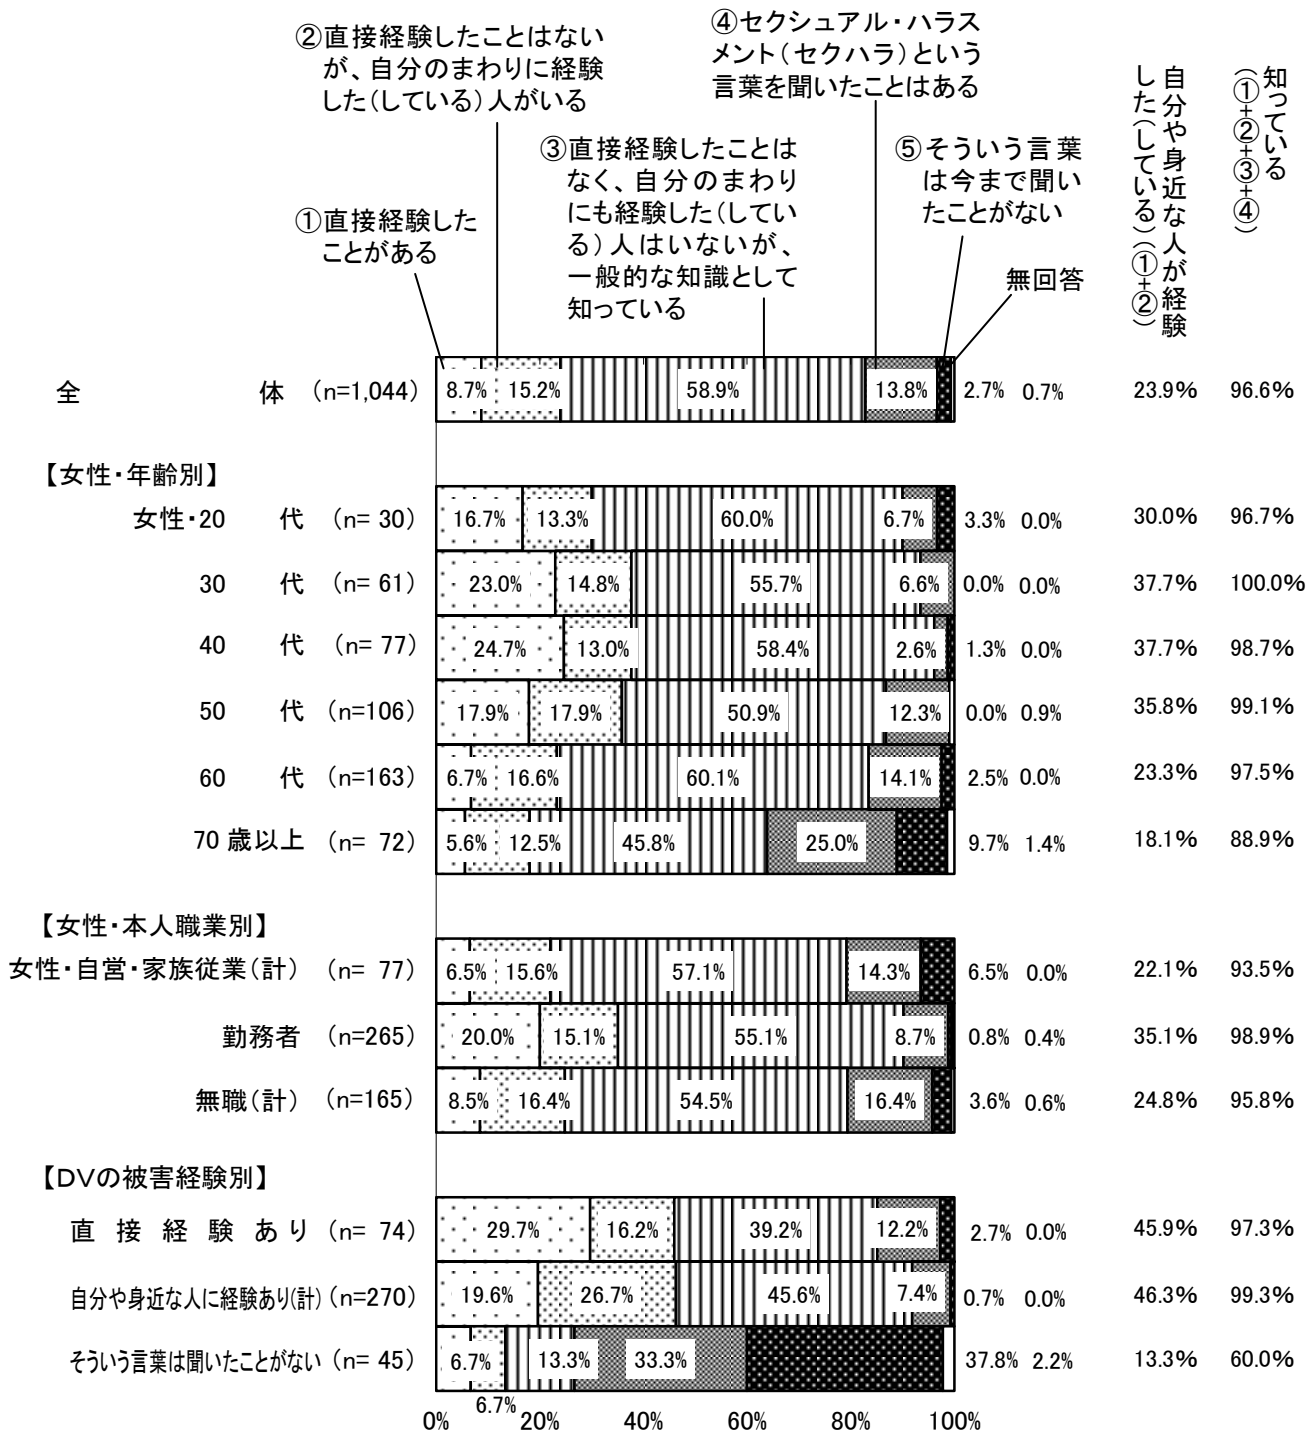 ②直接経験したことはない
が、自分のまわりに経験
した(している)人がいる
④セクシュアル・ハラス
メント(セクハラ)という
言葉を聞いたことはある
③直接経験したことは
なく、自分のまわり
にも経験した(してい
る)人はいないが、
一般的な知識として
知っている
⑤そういう言葉
は今まで聞い
たことがない
①直接経験した
ことがある
無回答
自分や身近な人が経験
した(している)(①+②)
知っている
(①+②+③+④)
全体 (n=1,044) 8.7% 15.2% 58.9% 13.8% 2.7% 0.7% 23.9% 96.6%
【女性・年齢別】
女性・20代 (n= 30) 16.7% 13.3% 60.0% 6.7% 3.3% 0.0% 30.0% 96.7%
30代 (n= 61) 23.0% 14.8% 55.7% 6.6% 0.0% 0.0% 37.7% 100.0%
40代 (n= 77) 24.7% 13.0% 58.4% 2.6% 1.3% 0.0% 37.7% 98.7%
50代 (n=106) 17.9% 17.9% 50.9% 12.3% 0.0% 0.9% 35.8% 99.1%
60代 (n=163) 6.7% 16.6% 60.1% 14.1% 2.5% 0.0% 23.3% 97.5%
70歳以上 (n= 72) 5.6% 12.5% 45.8% 25.0% 9.7% 1.4% 18.1% 88.9%
【女性・本人職業別】
女性・自営・家族従業(計) (n= 77) 6.5% 15.6% 57.1% 14.3% 6.5% 0.0% 22.1% 93.5%
勤務者 (n=265) 20.0% 15.1% 55.1% 8.7% 0.8% 0.4% 35.1% 98.9%
無職(計) (n=165) 8.5% 16.4% 54.5% 16.4% 3.6% 0.6% 24.8% 95.8%
【DVの被害経験別】
直接経験あり (n= 74) 29.7% 16.2% 39.2% 12.2% 2.7% 0.0% 45.9% 97.3%
自分や身近な人に経験あり(計) (n=270) 19.6% 26.7% 45.6% 7.4% 0.7% 0.0% 46.3% 99.3%
そういう言葉は聞いたことがない (n= 45) 6.7% 13.3% 33.3% 37.8% 2.2% 13.3% 60.0%
6.7%
0% 20% 40% 60% 80% 100%